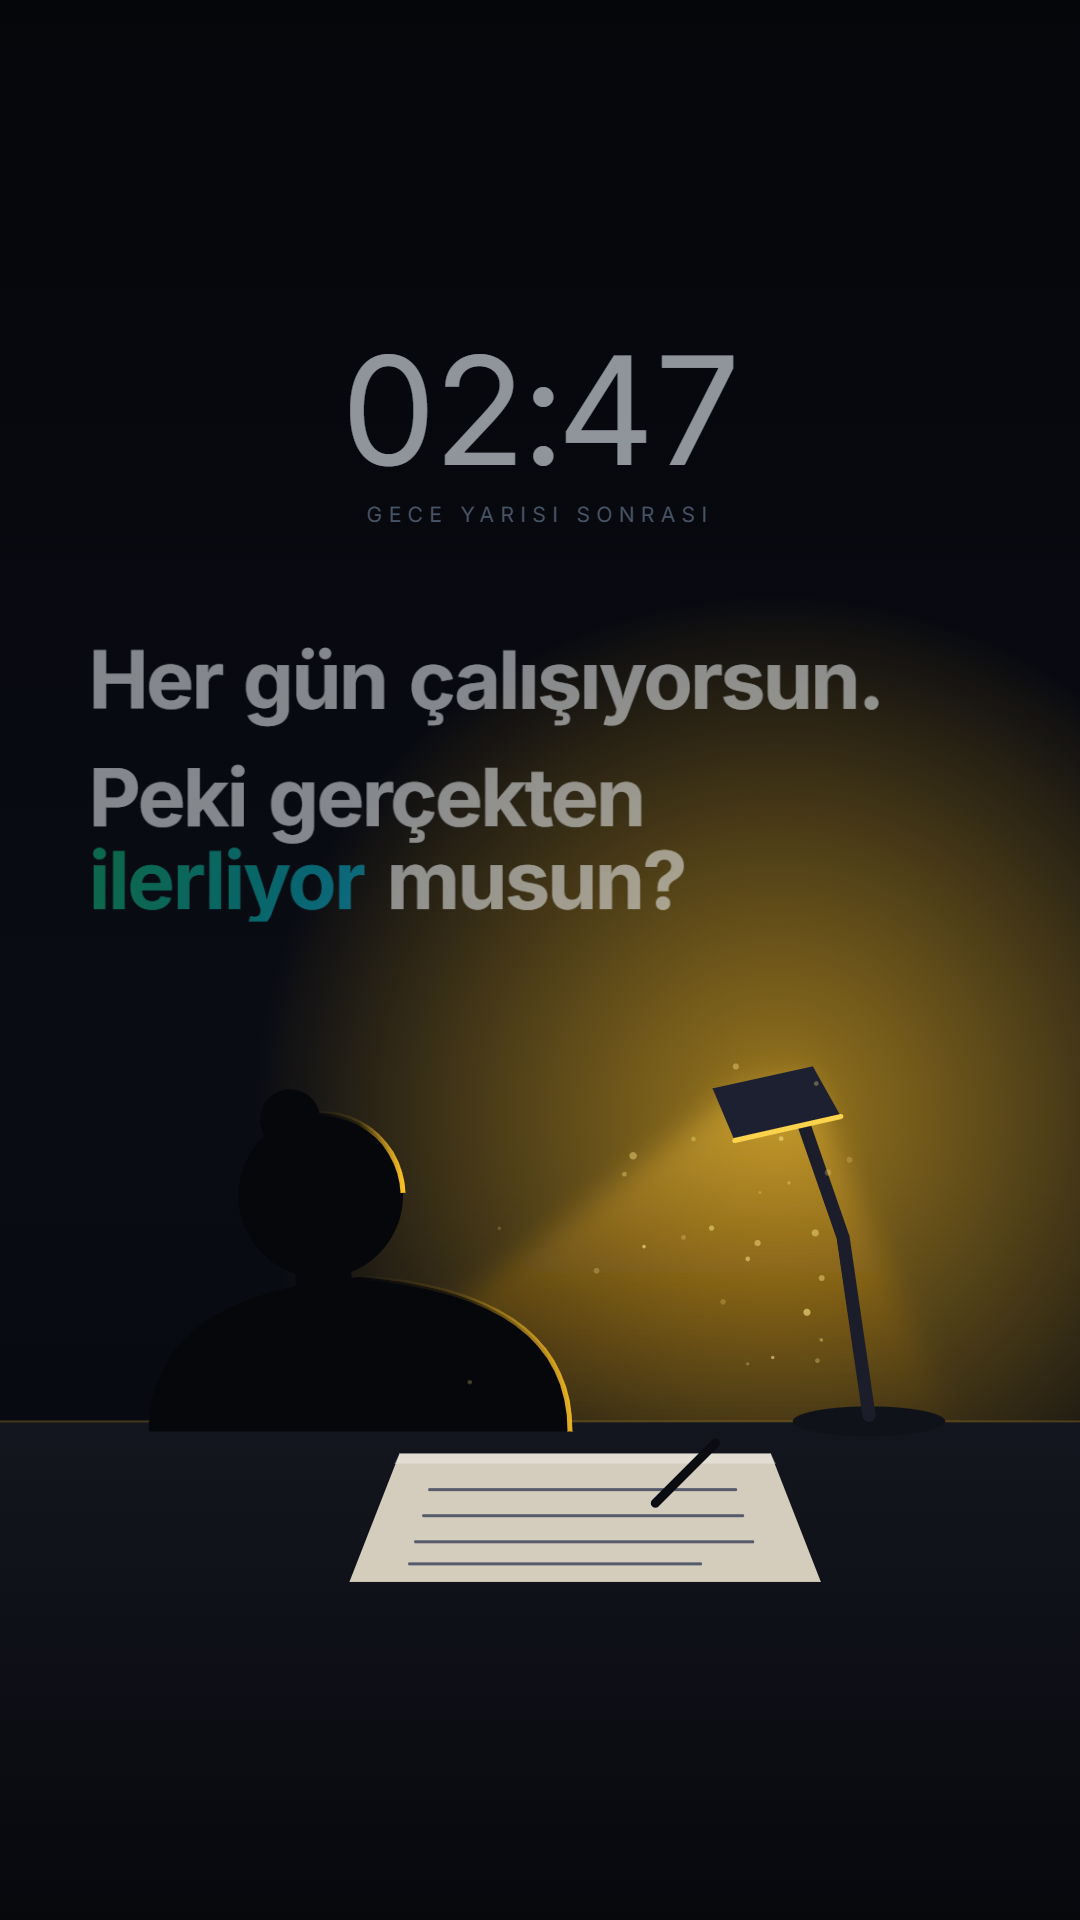 02:47
GECE YARISI SONRASI
Her gün çalışıyorsun.
Peki gerçekten
ilerliyor musun?